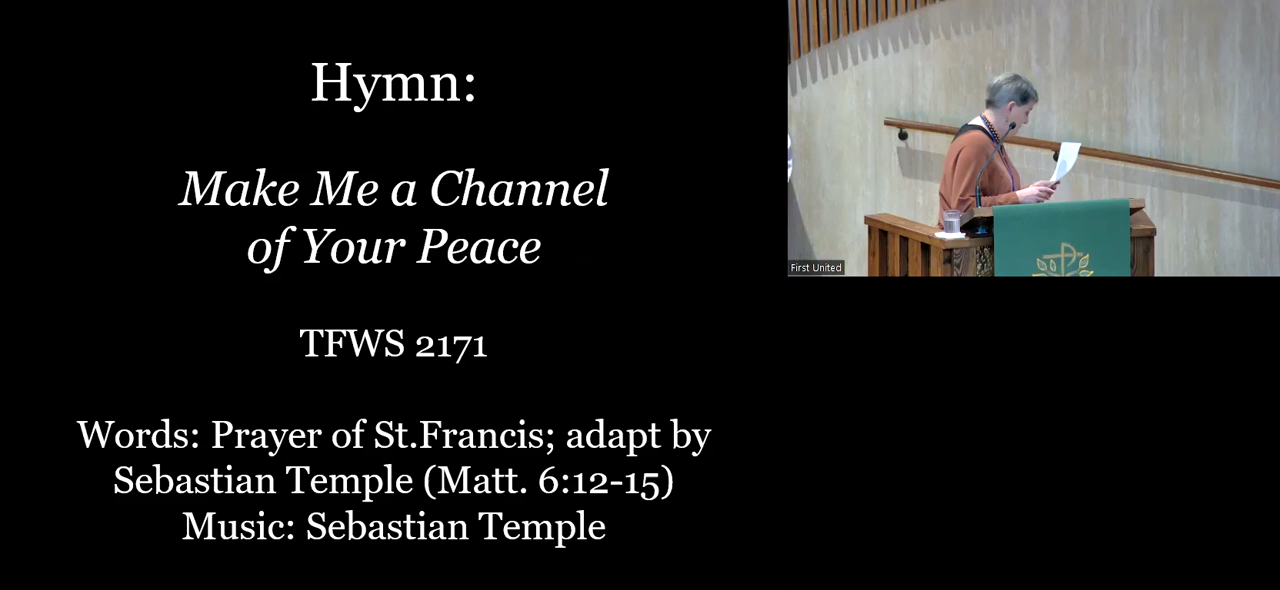 Hymn:
Make Me a Channel
of Your Peace
TFWS 2171
Words: Prayer of St.Francis; adapt by
Sebastian Temple (Matt. 6:12-15)
Music: Sebastian Temple
First United